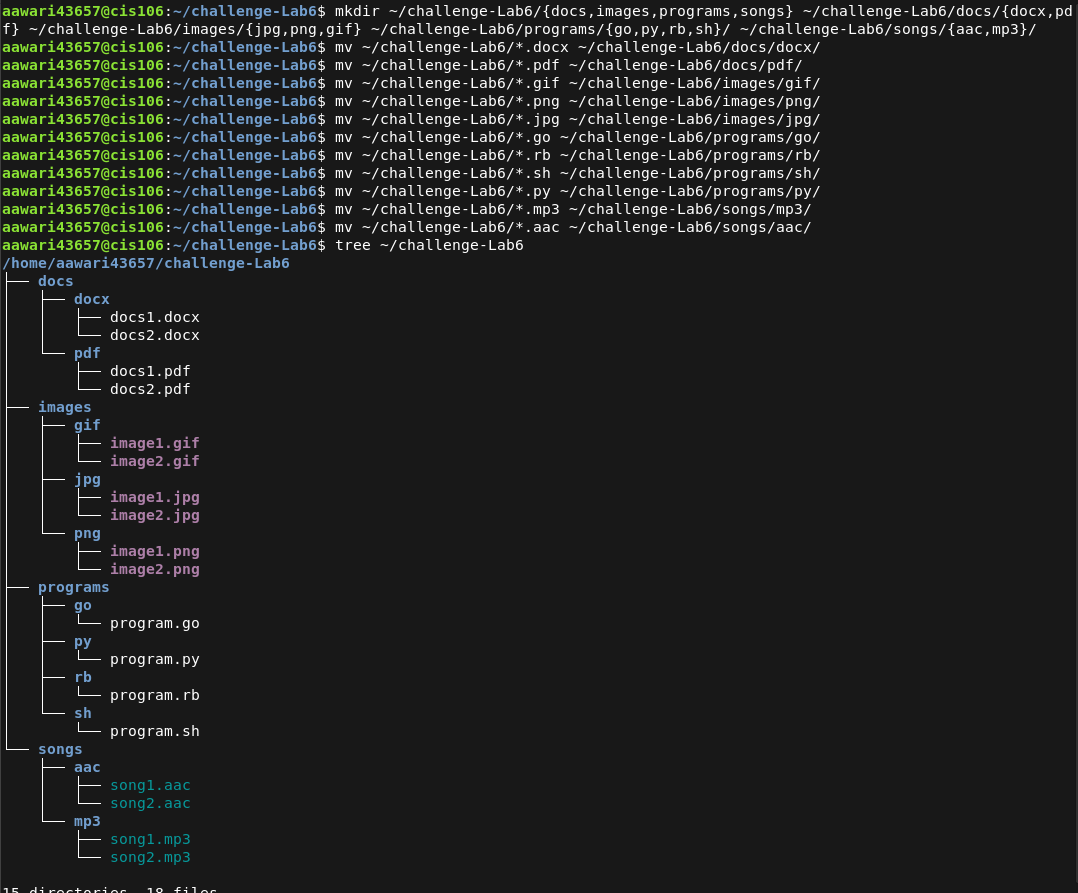 aawari43657@cis106:~/challenge-Lab6$ mkdir ~/challenge-Lab6/{docs,images,programs,songs} ~/challenge-Lab6/docs/{docx,pd
f} ~/challenge-Lab6/images/{jpg,png,gif} ~/challenge-Lab6/programs/{go,py,rb,sh}/ ~/challenge-Lab6/songs/{aac,mp3}/
aawari43657@cis106:~/challenge-Lab6$ mv ~/challenge-Lab6/*.docx ~/challenge-Lab6/docs/docx/
aawari43657@cis106:~/challenge-Lab6$ mv ~/challenge-Lab6/*.pdf ~/challenge-Lab6/docs/pdf/
aawari43657@cis106:~/challenge-Lab6$ mv ~/challenge-Lab6/*.gif ~/challenge-Lab6/images/gif/
aawari43657@cis106:~/challenge-Lab6$ mv ~/challenge-Lab6/*.png ~/challenge-Lab6/images/png/
aawari43657@cis106:~/challenge-Lab6$ mv ~/challenge-Lab6/*.jpg ~/challenge-Lab6/images/jpg/
aawari43657@cis106:~/challenge-Lab6$ mv ~/challenge-Lab6/*.go ~/challenge-Lab6/programs/go/
aawari43657@cis106:~/challenge-Lab6$ mv ~/challenge-Lab6/*.rb ~/challenge-Lab6/programs/rb/
aawari43657@cis106:~/challenge-Lab6$ mv ~/challenge-Lab6/*.sh ~/challenge-Lab6/programs/sh/
aawari43657@cis106:~/challenge-Lab6$ mv ~/challenge-Lab6/*.py ~/challenge-Lab6/programs/py/
aawari43657@cis106:~/challenge-Lab6$ mv ~/challenge-Lab6/*.mp3 ~/challenge-Lab6/songs/mp3/
aawari43657@cis106:~/challenge-Lab6$ mv ~/challenge-Lab6/*.aac ~/challenge-Lab6/songs/aac/
aawari43657@cis106:~/challenge-Lab6$ tree ~/challenge-Lab6
/home/aawari43657/challenge-Lab6
├── docs
│   ├── docx
│   │   ├── docs1.docx
│   │   └── docs2.docx
│   └── pdf
│       ├── docs1.pdf
│       └── docs2.pdf
├── images
│   ├── gif
│   │   ├── image1.gif
│   │   └── image2.gif
│   ├── jpg
│   │   ├── image1.jpg
│   │   └── image2.jpg
│   └── png
│       ├── image1.png
│       └── image2.png
├── programs
│   ├── go
│   │   └── program.go
│   ├── py
│   │   └── program.py
│   ├── rb
│   │   └── program.rb
│   └── sh
│       └── program.sh
└── songs
    ├── aac
    │   ├── song1.aac
    │   └── song2.aac
    └── mp3
        ├── song1.mp3
        └── song2.mp3
15 directories, 18 files